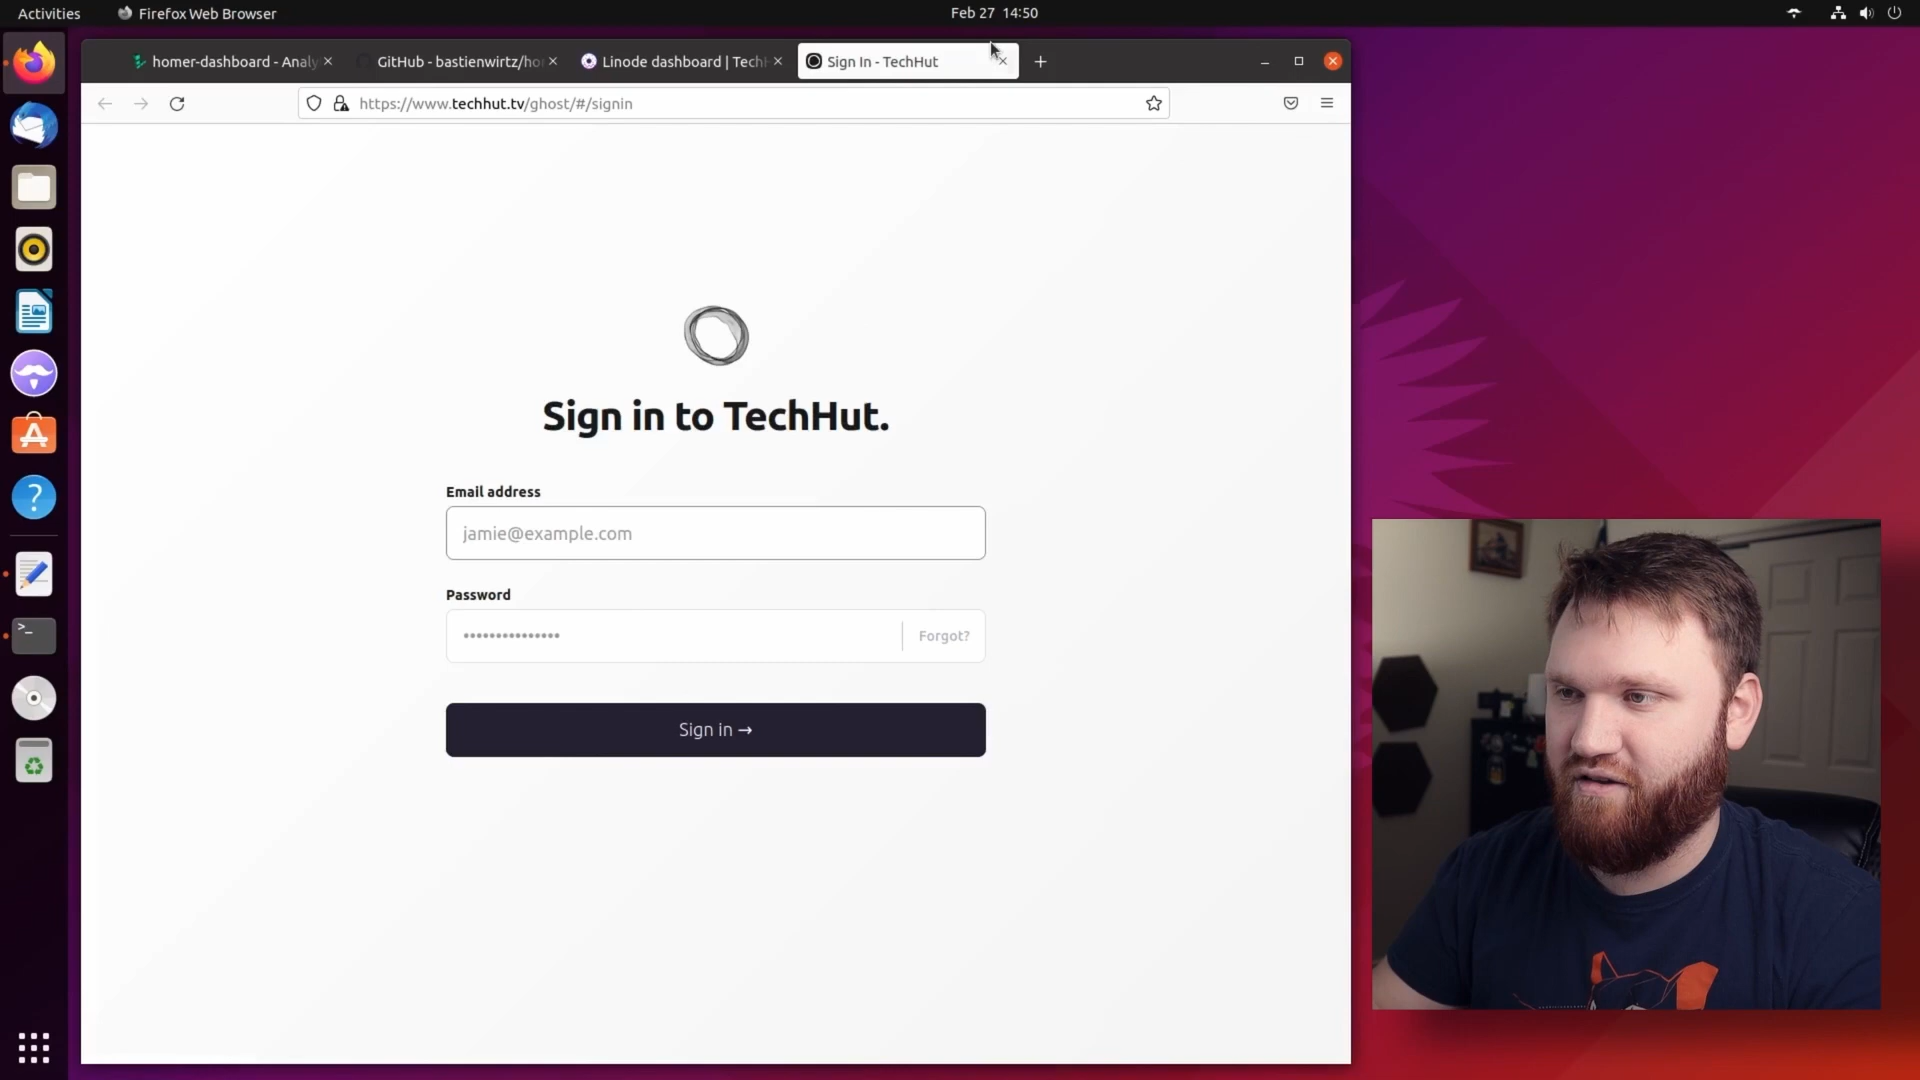 Activities
Firefox Web Browser
Feb 27 14:50
homer-dashboard - Analy
GitHub - bastienwirtz/ho
Linode dashboard | Tech
Sign In - TechHut
https://www.techhut.tv/ghost/#/signin
Sign in to TechHut.
Email address
jamie@example.com
Password
Forgot?
Sign in →